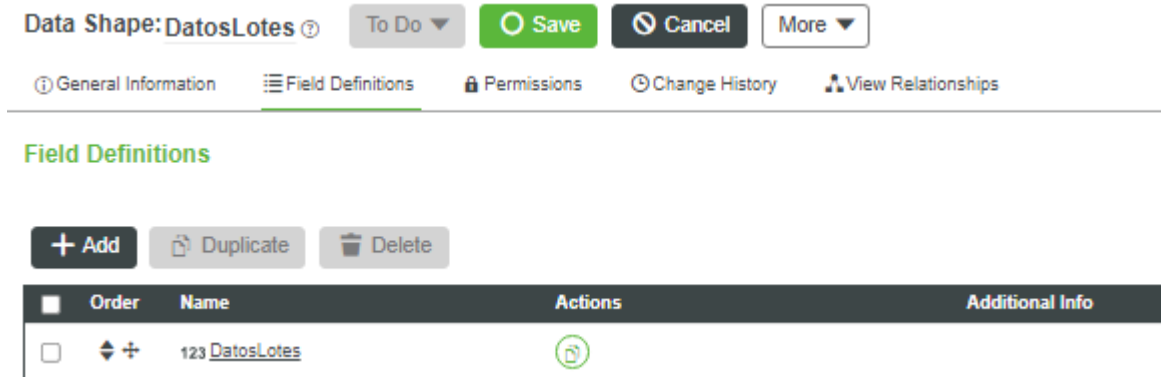 Data Shape: DatosLotes To Do Save Cancel More
General Information Field Definitions Permissions Change History View Relationships
Field Definitions
Add Duplicate Delete
Order Name Actions Additional Info
123 DatosLotes